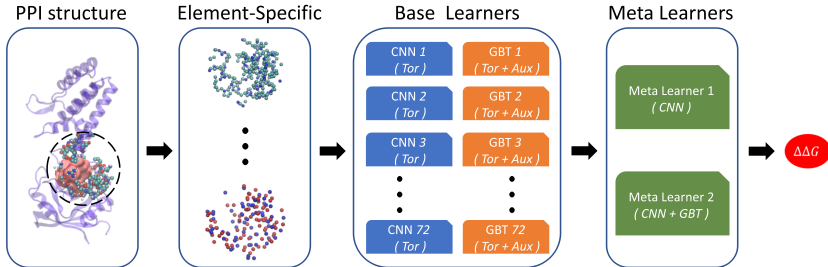 PPI structure
Element-Specific
Base Learners
Meta Learners
CNN 1
( Tor )
GBT 1
( Tor + Aux )
CNN 2
( Tor )
GBT 2
( Tor + Aux )
CNN 3
( Tor )
GBT 3
( Tor + Aux )
CNN 72
( Tor )
GBT 72
( Tor + Aux )
Meta Learner 1
( CNN )
Meta Learner 2
( CNN + GBT )
ΔΔG